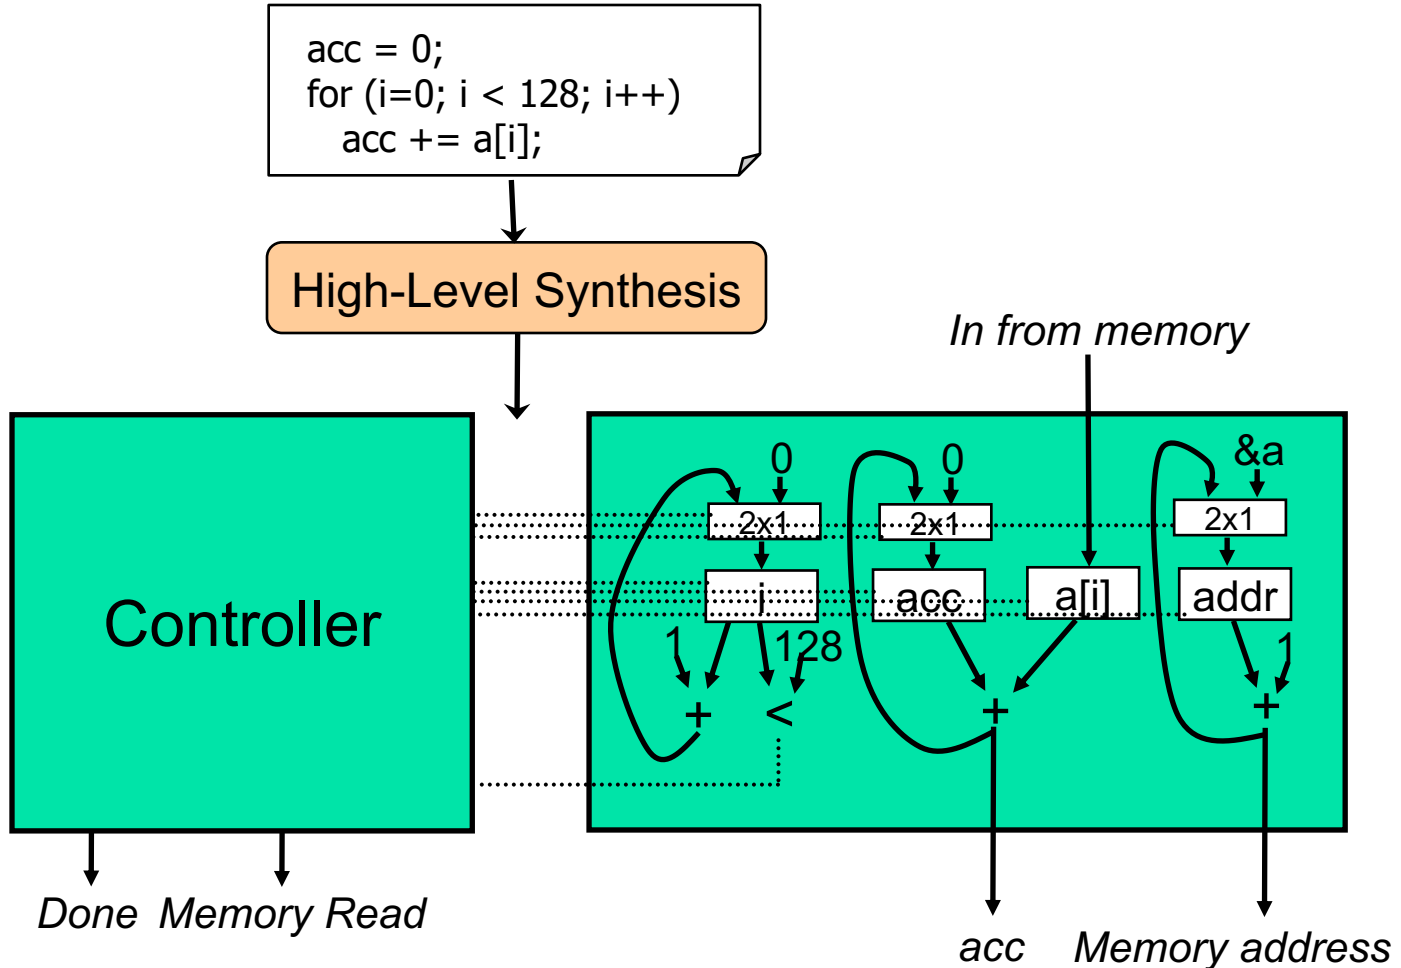 acc = 0;
for (i=0; i < 128; i++)
acc += a[i];
High-Level Synthesis
In from memory
0 0 &a
2x1 2x1 2x1
Controller
i acc a[i] addr
1 128 1
+ < + +
Done Memory Read
acc Memory address